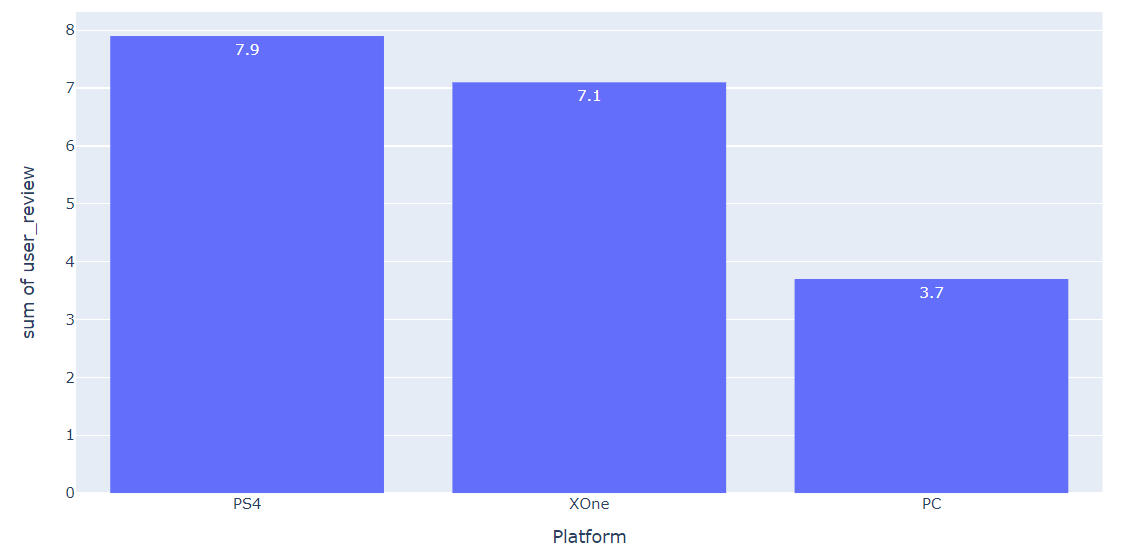 sum of user_review
8
7
6
5
4
3
2
1
0
7.9
7.1
3.7
PS4
XOne
PC
Platform